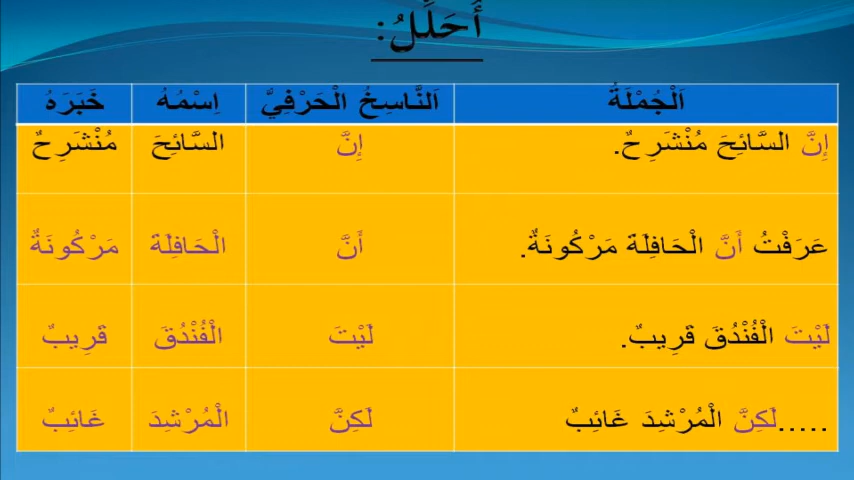 أُحَلِّلُ:
اَلْجُمْلَةُ اَلنَّاسِخُ الْحَرْفِيَّ اِسْمُهُ خَبَرَهُ
إِنَّ السَّائِحَ مُنْشَرِحٌ. إِنَّ السَّائِحَ مُنْشَرِحٌ
عَرَفْتُ أَنَّ الْحَافِلَةَ مَرْكُونَةٌ. أَنَّ الْحَافِلَةَ مَرْكُونَةٌ
لَيْتَ الْفُنْدُقَ قَرِيبٌ. لَيْتَ الْفُنْدُقَ قَرِيبٌ
.....لَكِنَّ الْمُرْشِدَ غَائِبٌ لَكِنَّ الْمُرْشِدَ غَائِبٌ